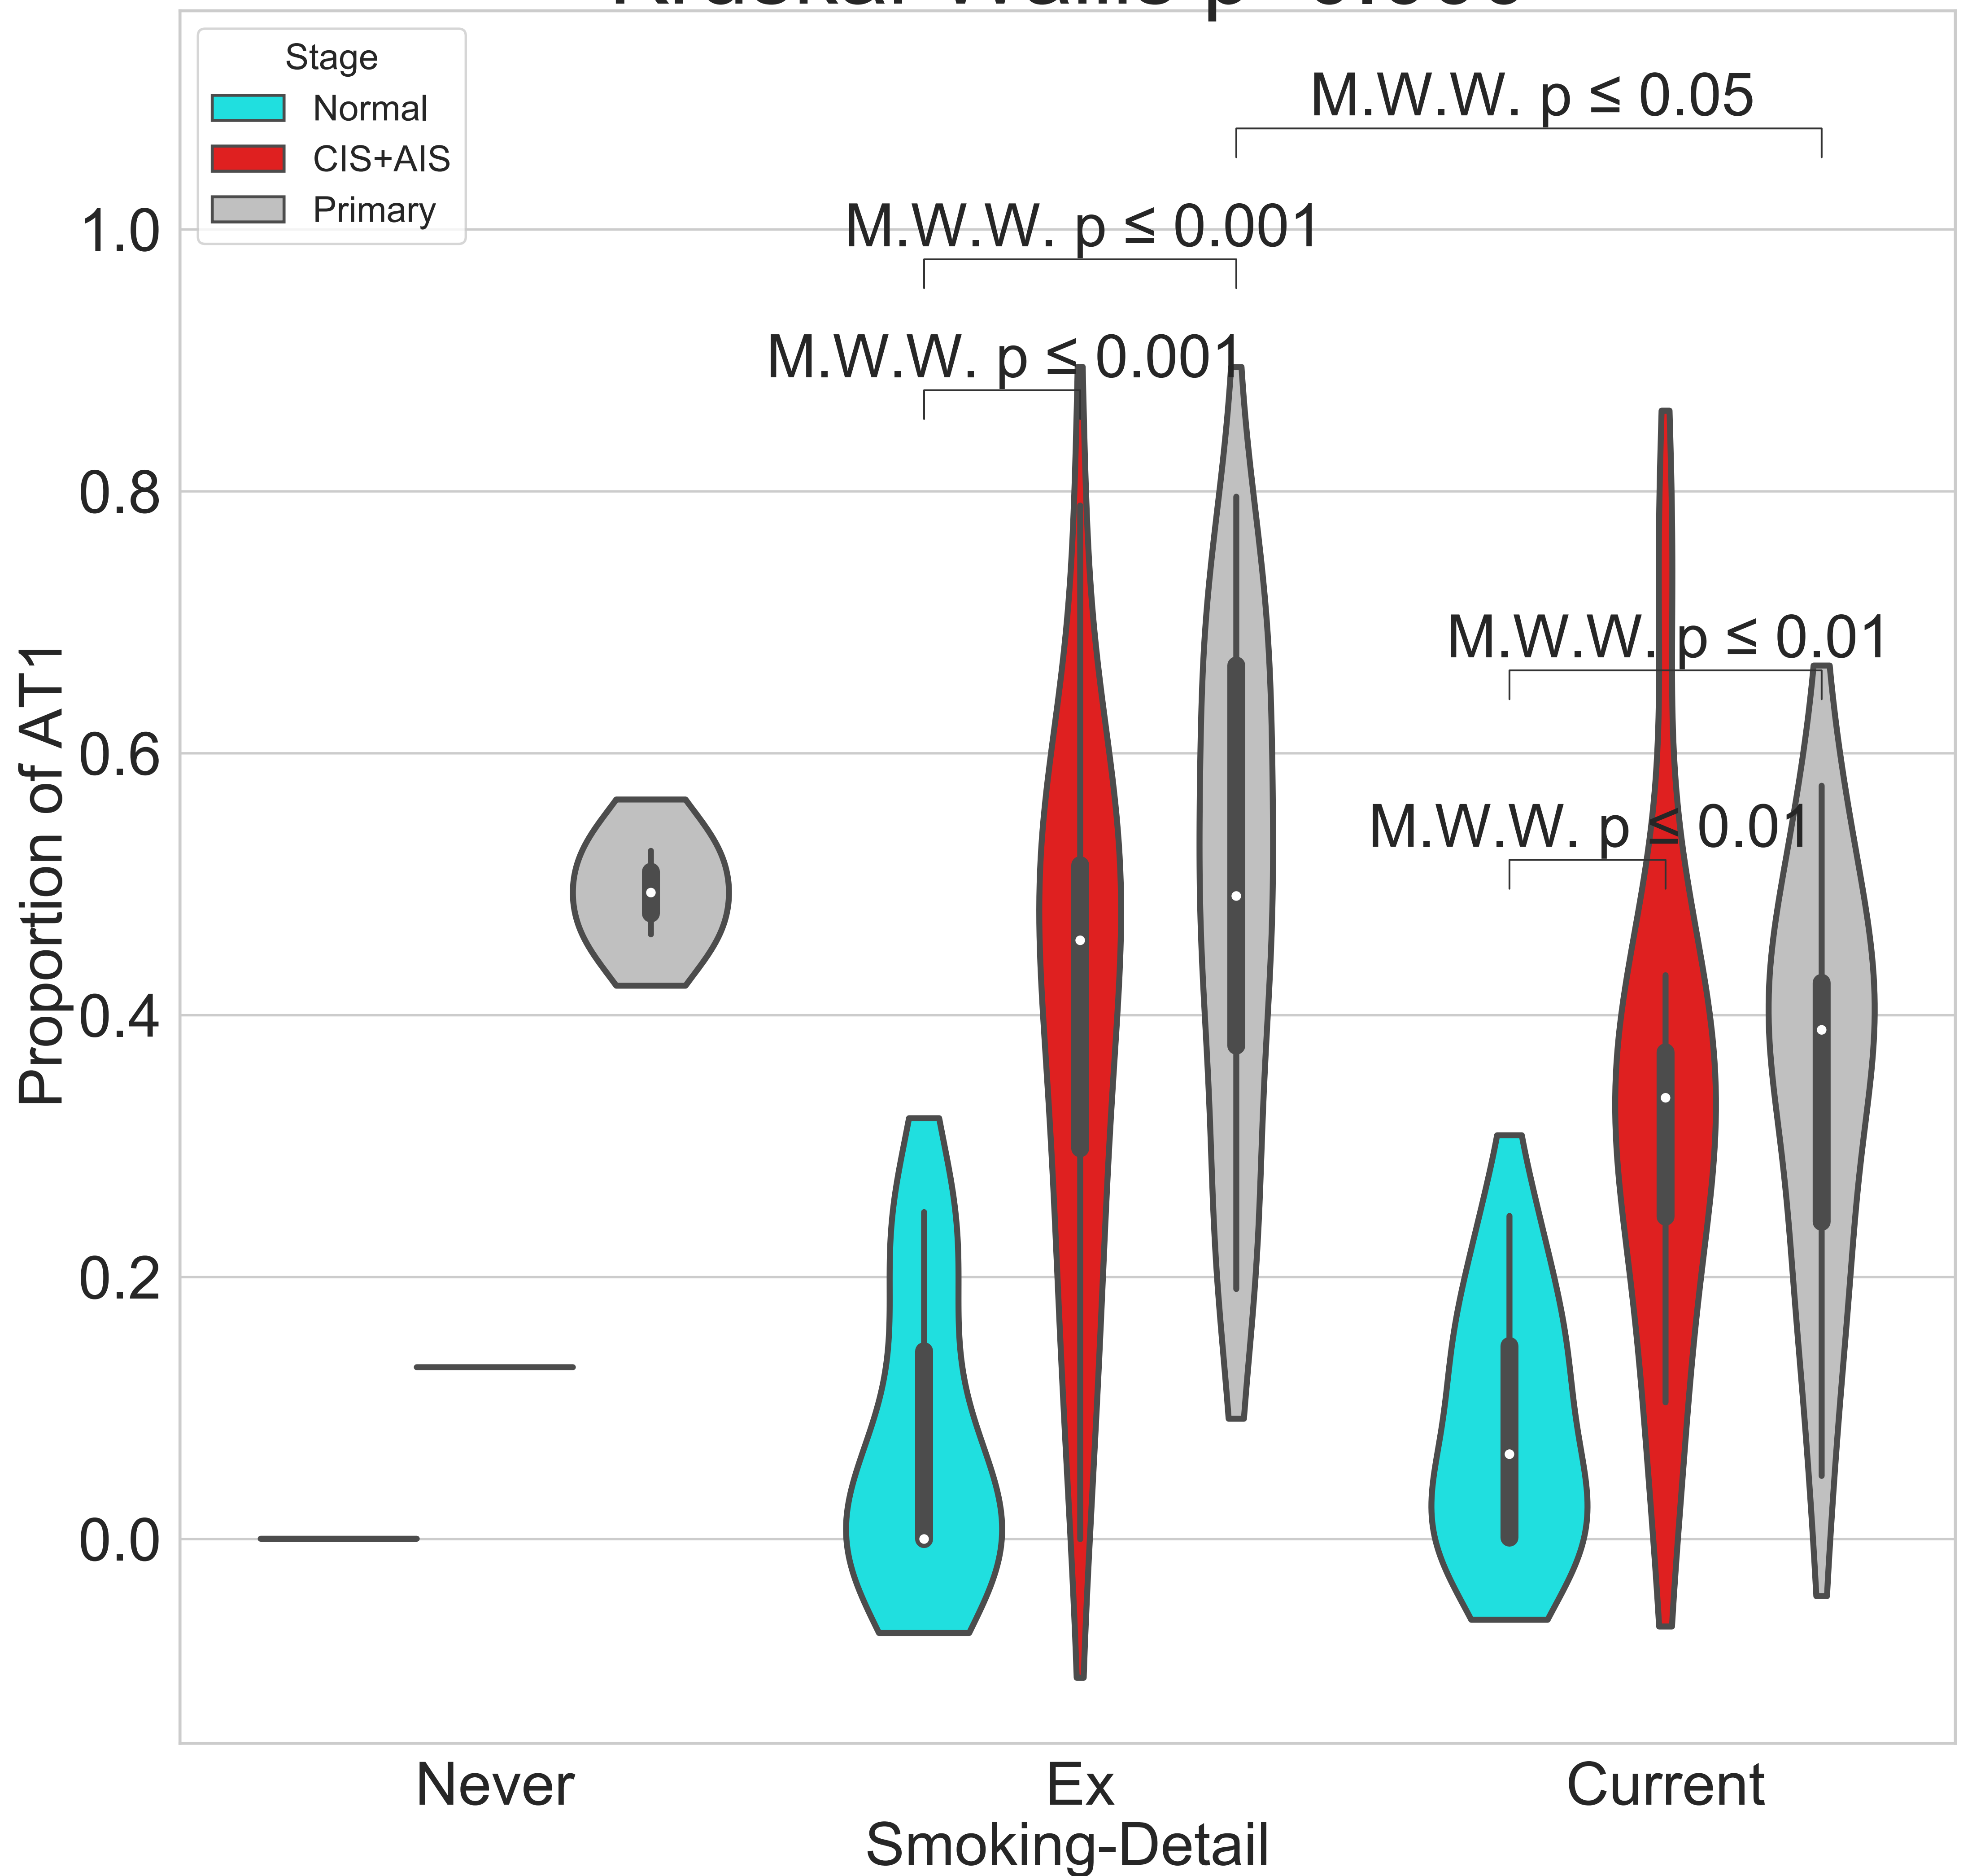 Stage
Normal
CIS+AIS
Primary
M.W.W. p ≤ 0.05
M.W.W. p ≤ 0.001
M.W.W. p ≤ 0.001
M.W.W. p ≤ 0.01
M.W.W. p ≤ 0.01
Proportion of AT1
1.0
0.8
0.6
0.4
0.2
0.0
Never
Ex
Current
Smoking-Detail